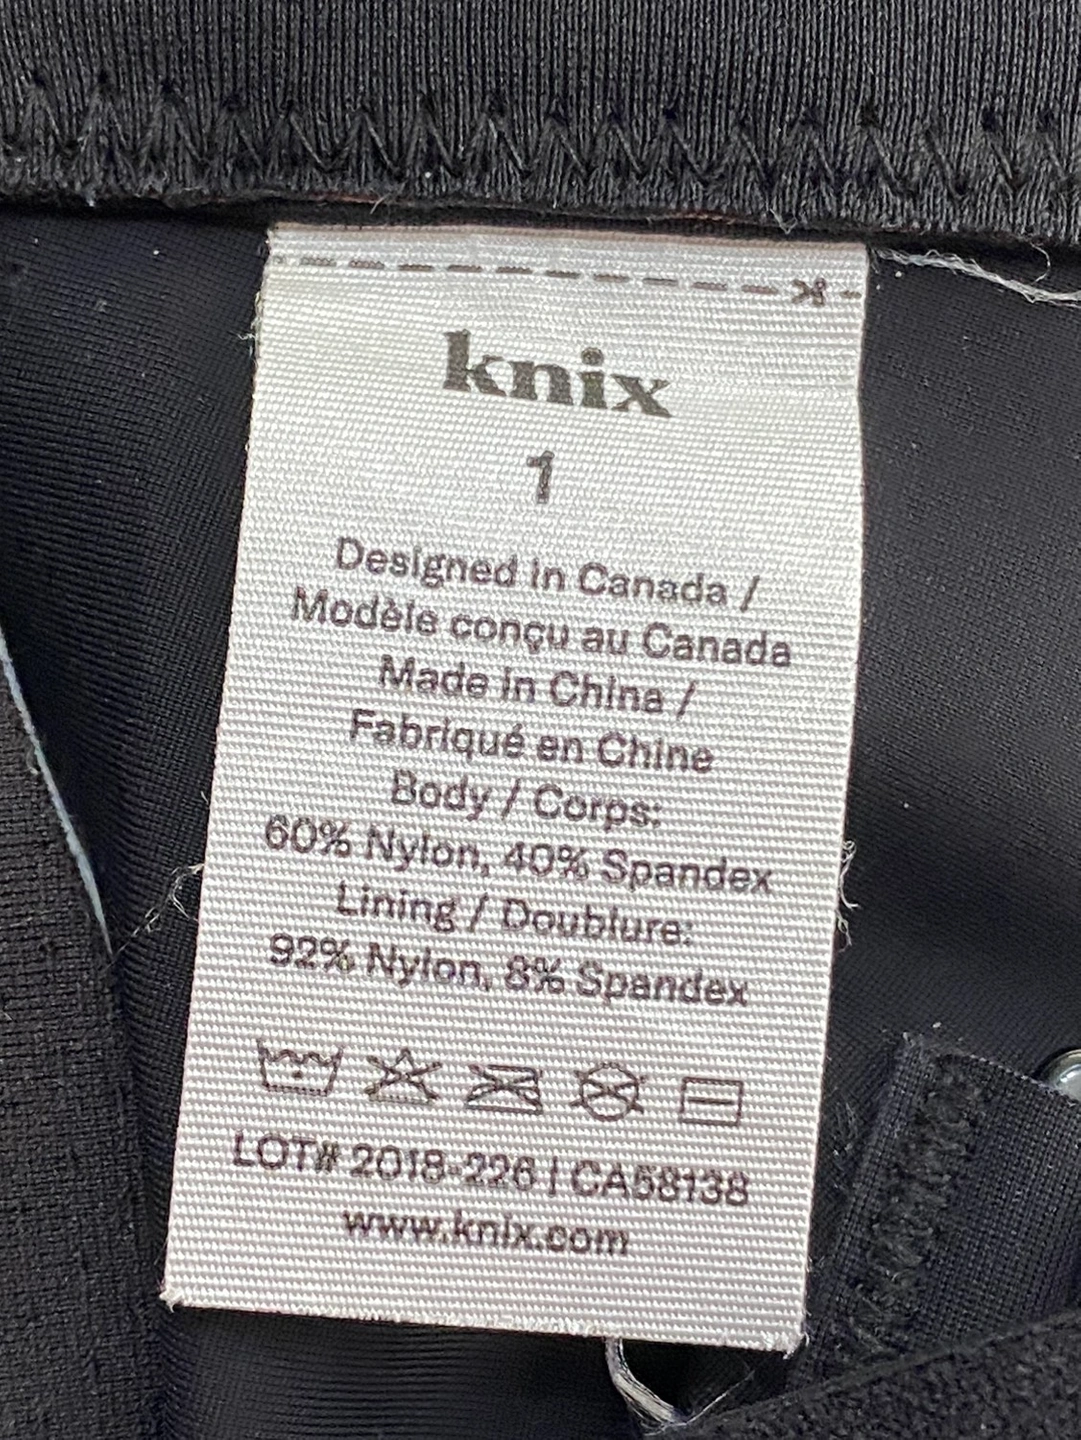 knix
1
Designed in Canada /
Modèle conçu au Canada
Made in China /
Fabriqué en Chine
Body / Corps:
60% Nylon, 40% Spandex
Lining / Doublure:
92% Nylon, 8% Spandex
LOT# 2018-226 | CA58138
www.knix.com